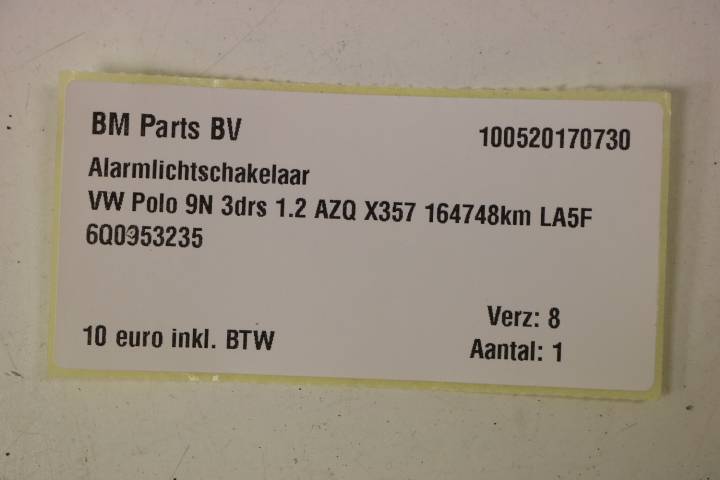 BM Parts BV 100520170730
Alarmlichtschakelaar
VW Polo 9N 3drs 1.2 AZQ X357 164748km LA5F
6Q0953235
Verz: 8
10 euro inkl. BTW Aantal: 1